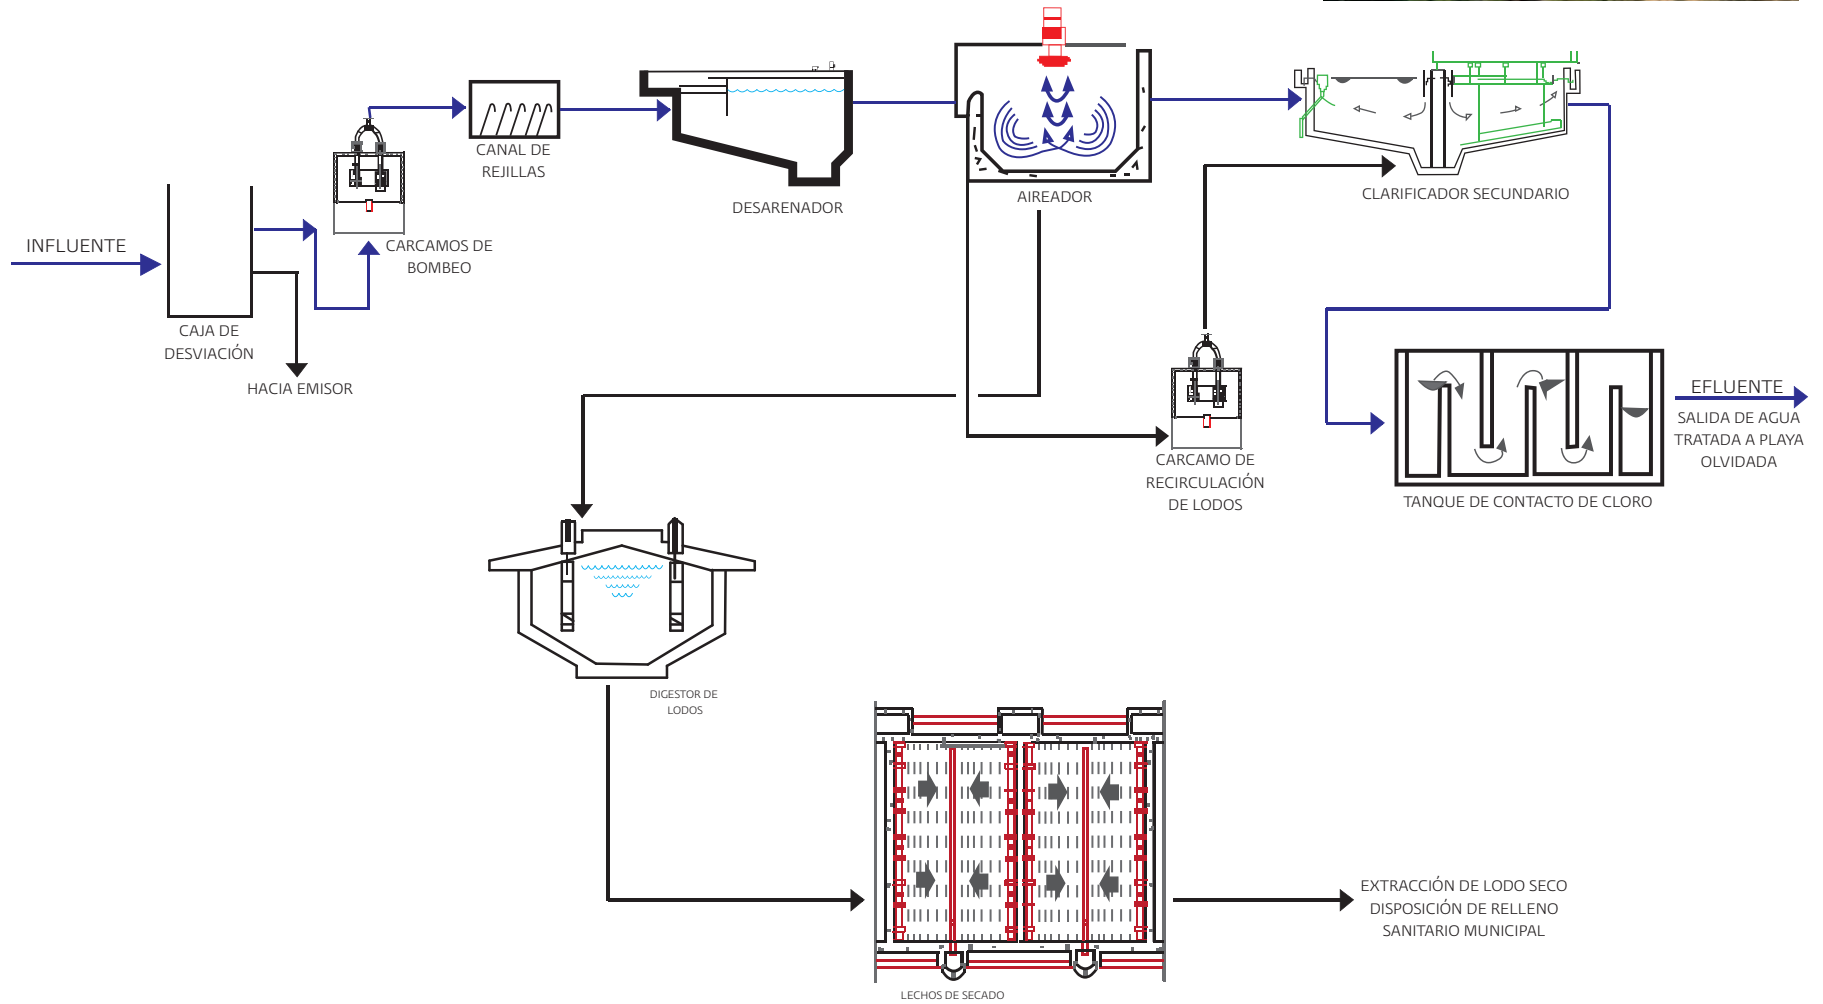 INFLUENTE
CAJA DE
DESVIACIÓN
HACIA EMISOR
CARCAMOS DE
BOMBEO
CANAL DE
REJILLAS
DESARENADOR
AIREADOR
CLARIFICADOR SECUNDARIO
CARCAMO DE
RECIRCULACIÓN
DE LODOS
TANQUE DE CONTACTO DE CLORO
EFLUENTE
SALIDA DE AGUA
TRATADA A PLAYA
OLVIDADA
DIGESTOR DE
LODOS
LECHOS DE SECADO
EXTRACCIÓN DE LODO SECO
DISPOSICIÓN DE RELLENO
SANITARIO MUNICIPAL